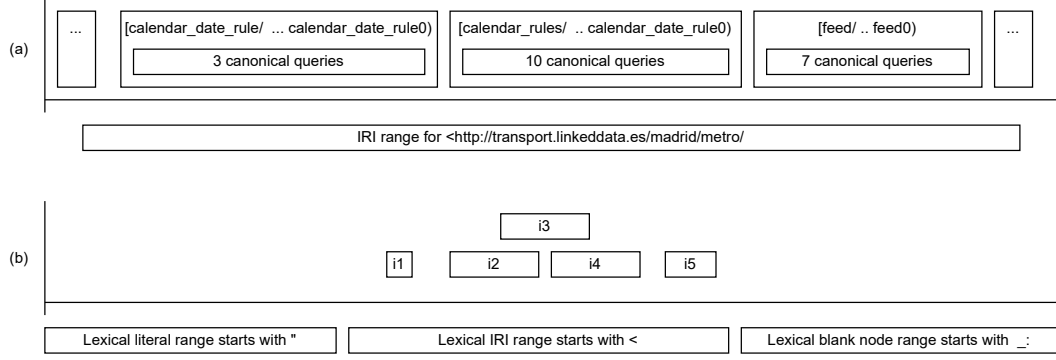 (a)
...
[calendar_date_rule/ ... calendar_date_rule0)
3 canonical queries
[calendar_rules/ .. calendar_date_rule0)
10 canonical queries
[feed/ .. feed0)
7 canonical queries
...
IRI range for <http://transport.linkeddata.es/madrid/metro/
(b)
i3
i1
i2
i4
i5
Lexical literal range starts with "
Lexical IRI range starts with <
Lexical blank node range starts with _: